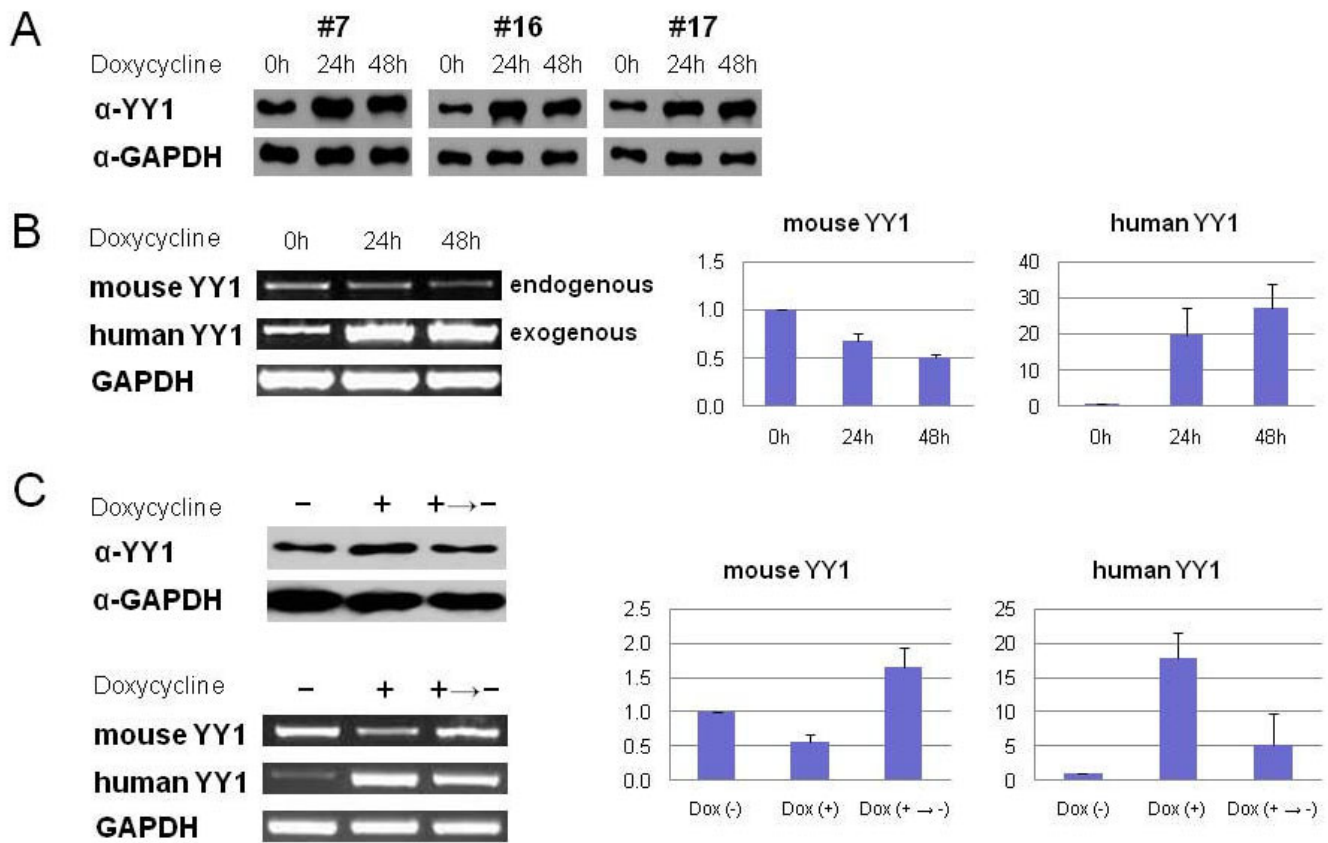 A
#7 #16 #17
Doxycycline 0h 24h 48h 0h 24h 48h 0h 24h 48h
α-YY1
α-GAPDH
B
Doxycycline 0h 24h 48h
mouse YY1 endogenous
human YY1 exogenous
GAPDH
mouse YY1
1.5
1.0
0.5
0.0
0h 24h 48h
human YY1
40
30
20
10
0
0h 24h 48h
C
Doxycycline − + +→−
α-YY1
α-GAPDH
Doxycycline − + +→−
mouse YY1
human YY1
GAPDH
mouse YY1
2.5
2.0
1.5
1.0
0.5
0.0
Dox (-) Dox (+) Dox (+ → -)
human YY1
25
20
15
10
5
0
Dox (-) Dox (+) Dox (+ → -)